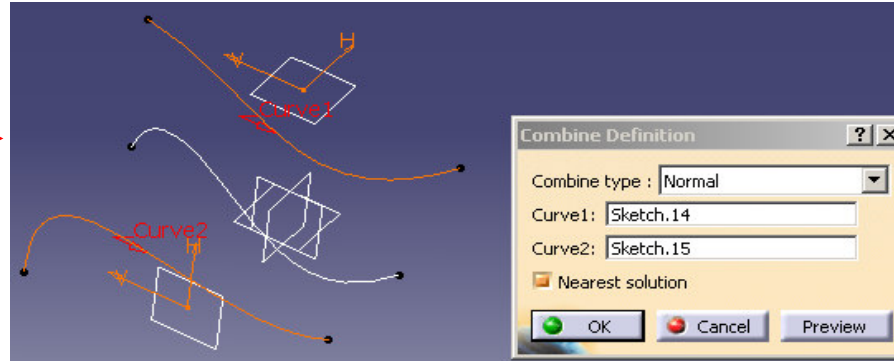 H
V
Curve1
Curve2
H
V
Combine Definition
Combine type : Normal
Curve1: Sketch.14
Curve2: Sketch.15
Nearest solution
OK Cancel Preview